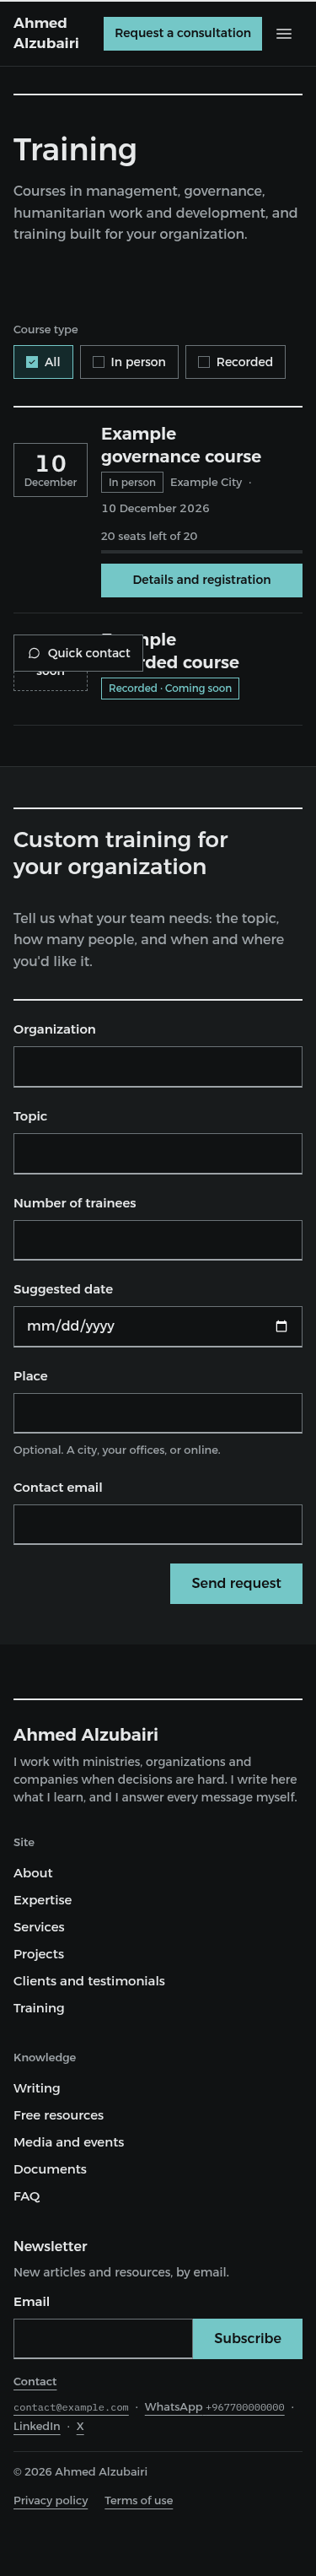 Ahmed
Alzubairi
Request a consultation
Training
Courses in management, governance,
humanitarian work and development, and
training built for your organization.
Course type
All
In person
Recorded
10
December
Example
governance course
In person
Example City ·
10 December 2026
20 seats left of 20
Details and registration
Quick contact
course
Recorded · Coming soon
Custom training for
your organization
Tell us what your team needs: the topic,
how many people, and when and where
you'd like it.
Organization
Topic
Number of trainees
Suggested date
mm/dd/yyyy
Place
Optional. A city, your offices, or online.
Contact email
Send request
Ahmed Alzubairi
I work with ministries, organizations and
companies when decisions are hard. I write here
what I learn, and I answer every message myself.
Site
About
Expertise
Services
Projects
Clients and testimonials
Training
Knowledge
Writing
Free resources
Media and events
Documents
FAQ
Newsletter
New articles and resources, by email.
Email
Subscribe
Contact
contact@example.com · WhatsApp +967700000000 ·
LinkedIn · X
© 2026 Ahmed Alzubairi
Privacy policy
Terms of use